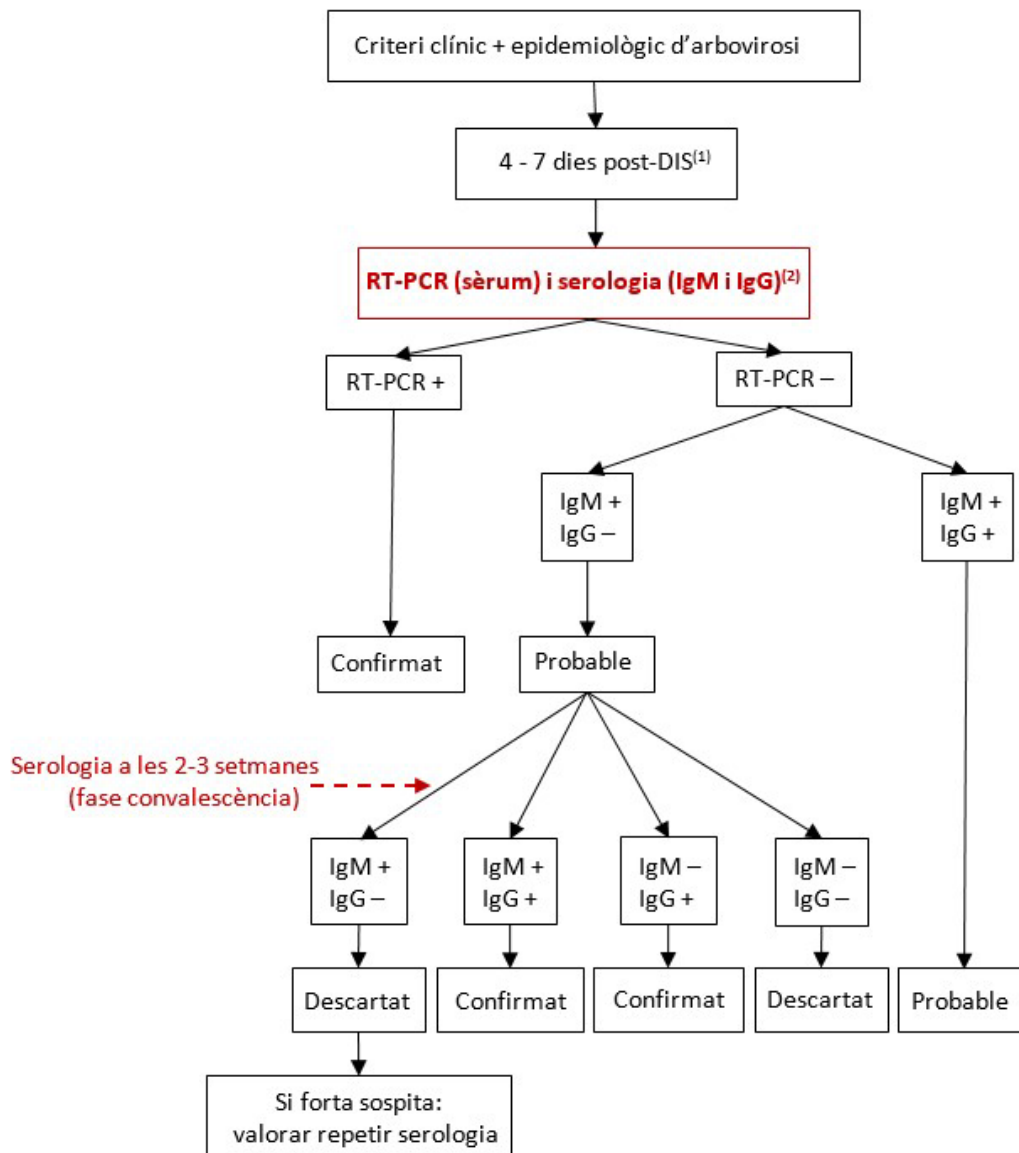 Criteri clínic + epidemiològic d’arbovirosi
4 - 7 dies post-DIS(1)
RT-PCR (sèrum) i serologia (IgM i IgG)(2)
RT-PCR +
RT-PCR –
IgM +
IgG –
IgM +
IgG +
Confirmat
Probable
Serologia a les 2-3 setmanes
(fase convalescència)
IgM +
IgG –
IgM +
IgG +
IgM –
IgG +
IgM –
IgG –
Descartat
Confirmat
Confirmat
Descartat
Probable
Si forta sospita:
valorar repetir serologia